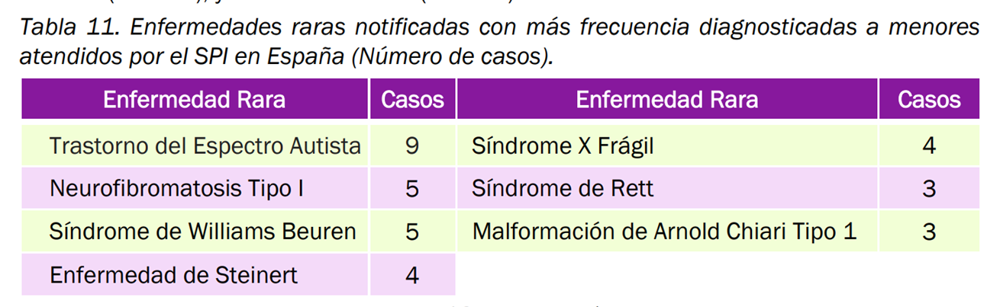 Tabla 11. Enfermedades raras notificadas con más frecuencia diagnosticadas a menores
atendidos por el SPI en España (Número de casos).
Enfermedad Rara Casos Enfermedad Rara Casos
Trastorno del Espectro Autista 9 Síndrome X Frágil 4
Neurofibromatosis Tipo I 5 Síndrome de Rett 3
Síndrome de Williams Beuren 5 Malformación de Arnold Chiari Tipo 1 3
Enfermedad de Steinert 4